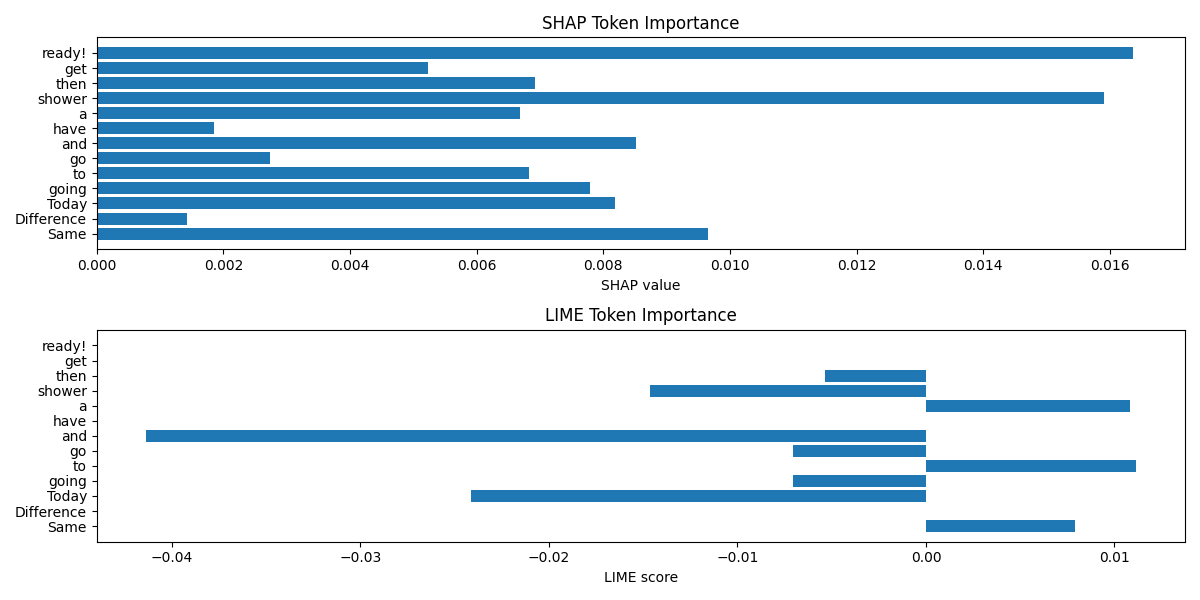 SHAP Token Importance
ready!
get
then
shower
a
have
and
go
to
going
Today
Difference
Same
0.000 0.002 0.004 0.006 0.008 0.010 0.012 0.014 0.016
SHAP value
LIME Token Importance
ready!
get
then
shower
a
have
and
go
to
going
Today
Difference
Same
−0.04 −0.03 −0.02 −0.01 0.00 0.01
LIME score